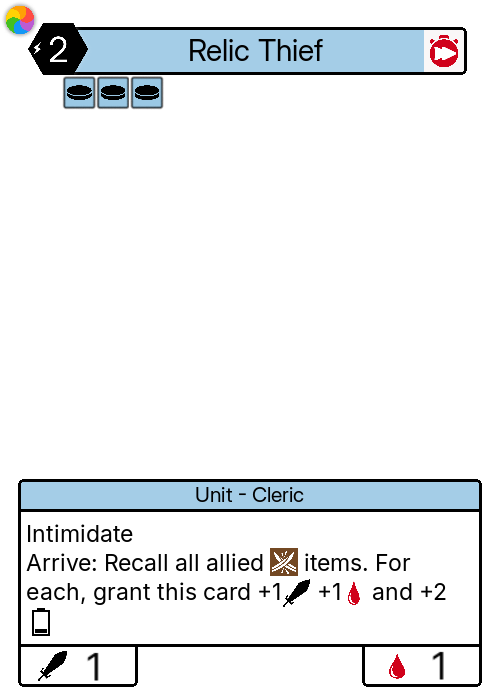 2
Relic Thief
Unit - Cleric
Intimidate
Arrive: Recall all allied items. For
each, grant this card +1 +1 and +2
1
1